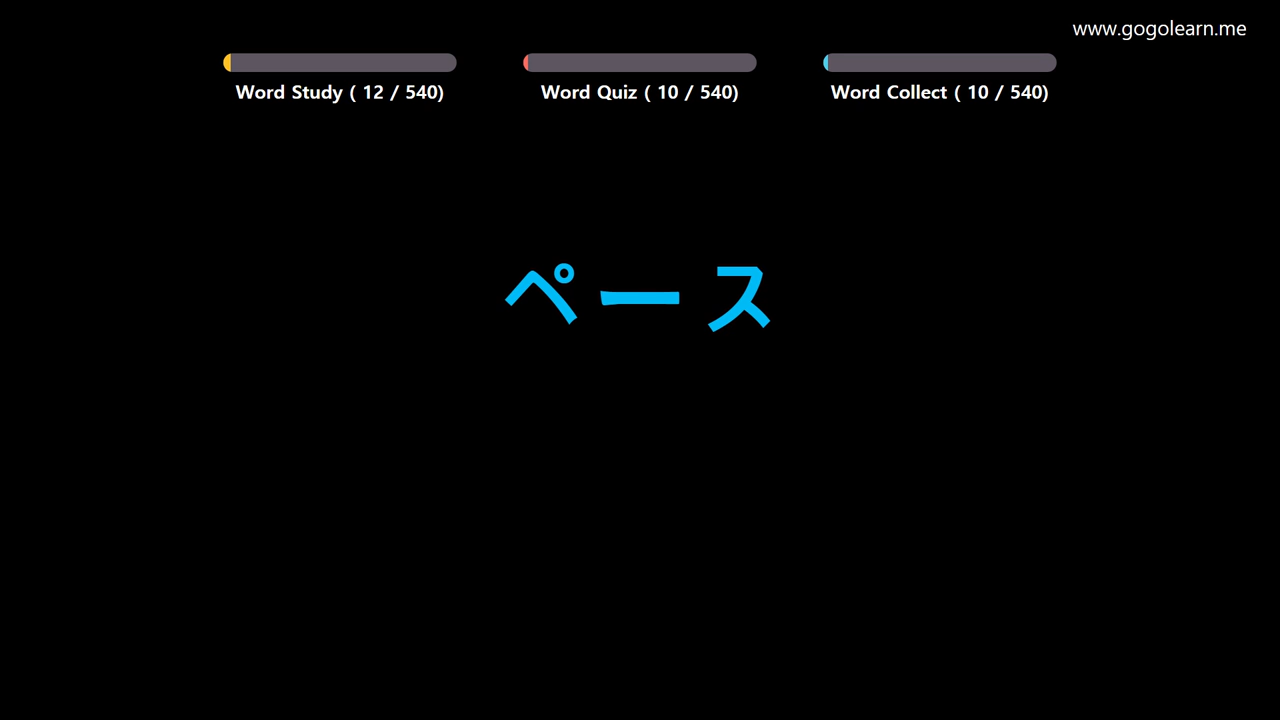 www.gogolearn.me
Word Study ( 12 / 540)
Word Quiz ( 10 / 540)
Word Collect ( 10 / 540)
ペース